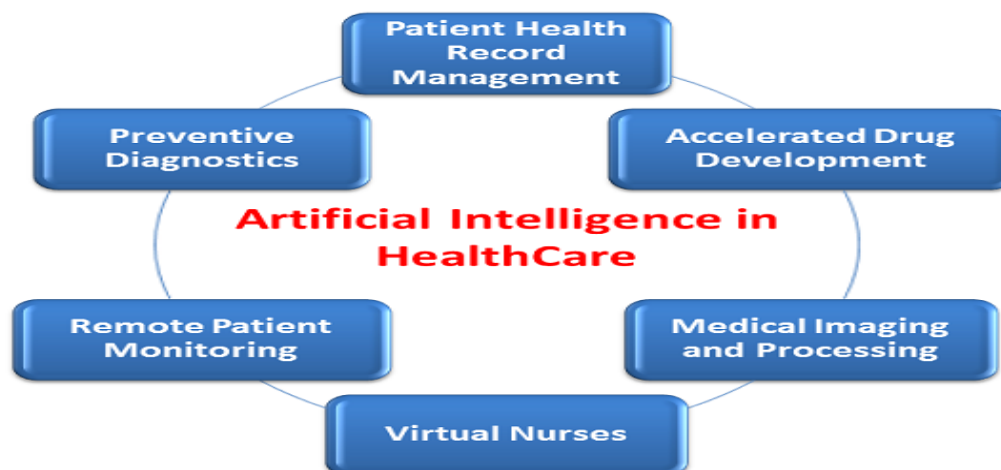 Patient Health
Record
Management
Preventive
Diagnostics
Accelerated Drug
Development
Artificial Intelligence in
HealthCare
Remote Patient
Monitoring
Medical Imaging
and Processing
Virtual Nurses